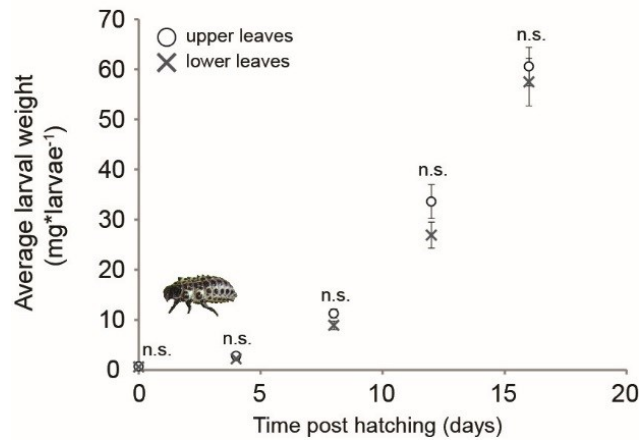 70
60
50
40
30
20
10
0
Average larval weight
(mg*larvae⁻¹)
upper leaves
lower leaves
n.s.
n.s.
n.s.
n.s.
n.s.
0 5 10 15 20
Time post hatching (days)